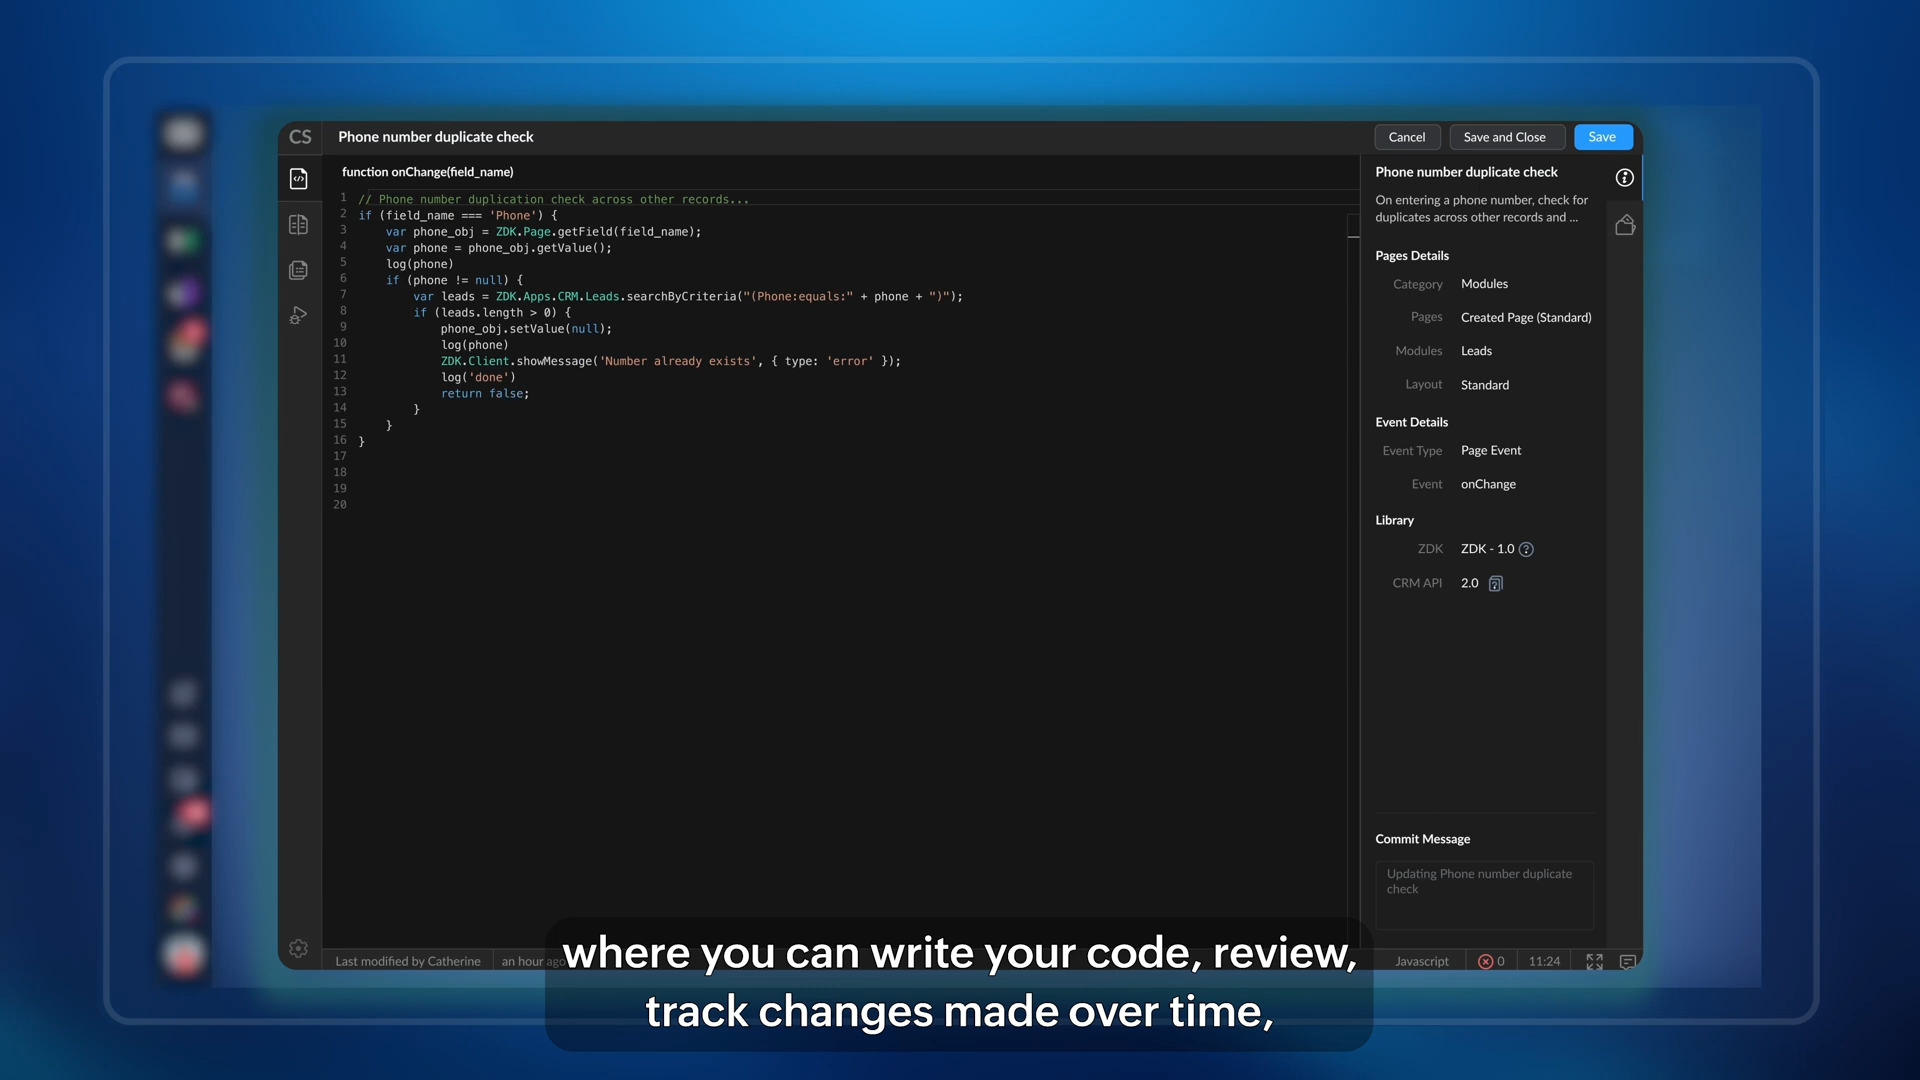 CS
Phone number duplicate check
Cancel
Save and Close
Save
function onChange(field_name)
1 // Phone number duplication check across other records...
2 if (field_name === 'Phone') {
3 var phone_obj = ZDK.Page.getField(field_name);
4 var phone = phone_obj.getValue();
5 log(phone)
6 if (phone != null) {
7 var leads = ZDK.Apps.CRM.Leads.searchByCriteria("(Phone:equals:" + phone + ")");
8 if (leads.length > 0) {
9 phone_obj.setValue(null);
10 log(phone)
11 ZDK.Client.showMessage('Number already exists', { type: 'error' });
12 log('done')
13 return false;
14 }
15 }
16 }
17
18
19
20
Phone number duplicate check
On entering a phone number, check for
duplicates across other records and ...
Pages Details
Category Modules
Pages Created Page (Standard)
Modules Leads
Layout Standard
Event Details
Event Type Page Event
Event onChange
Library
ZDK ZDK - 1.0
CRM API 2.0
Commit Message
Updating Phone number duplicate
check
Last modified by Catherine
an hour ago
Javascript
0
11:24
where you can write your code, review,
track changes made over time,